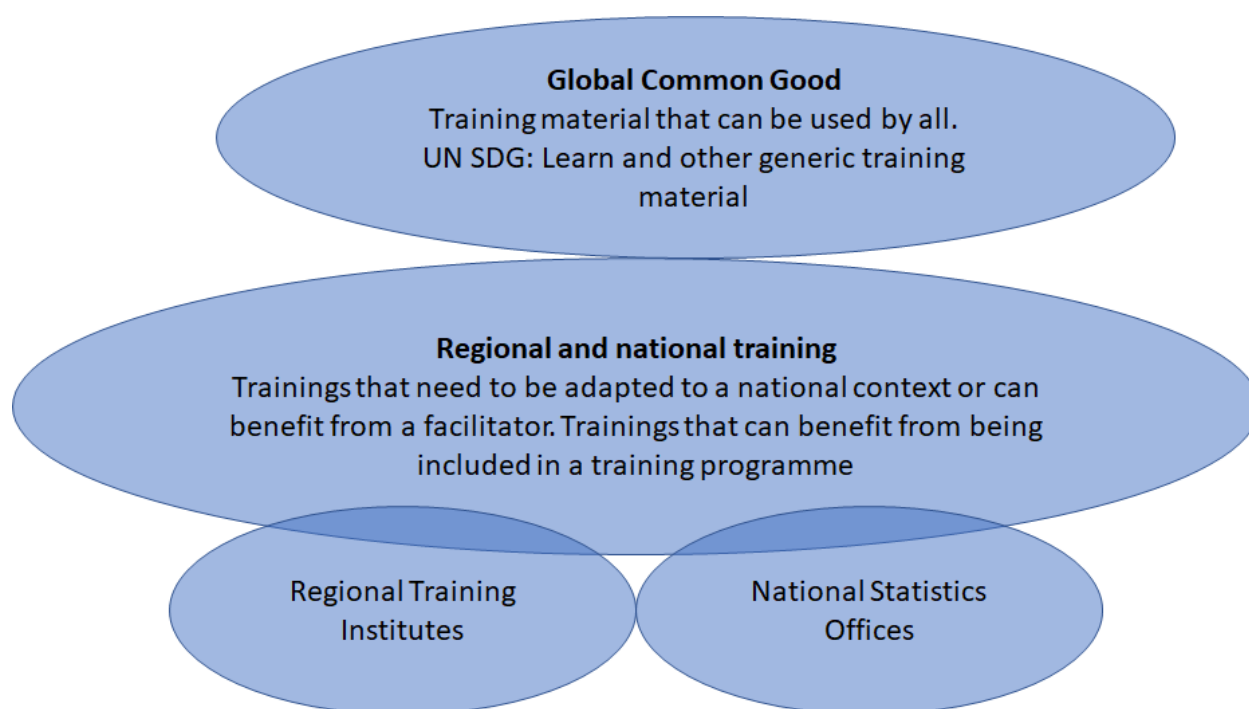 Global Common Good
Training material that can be used by all.
UN SDG: Learn and other generic training
material
Regional and national training
Trainings that need to be adapted to a national context or can
benefit from a facilitator. Trainings that can benefit from being
included in a training programme
Regional Training
Institutes
National Statistics
Offices